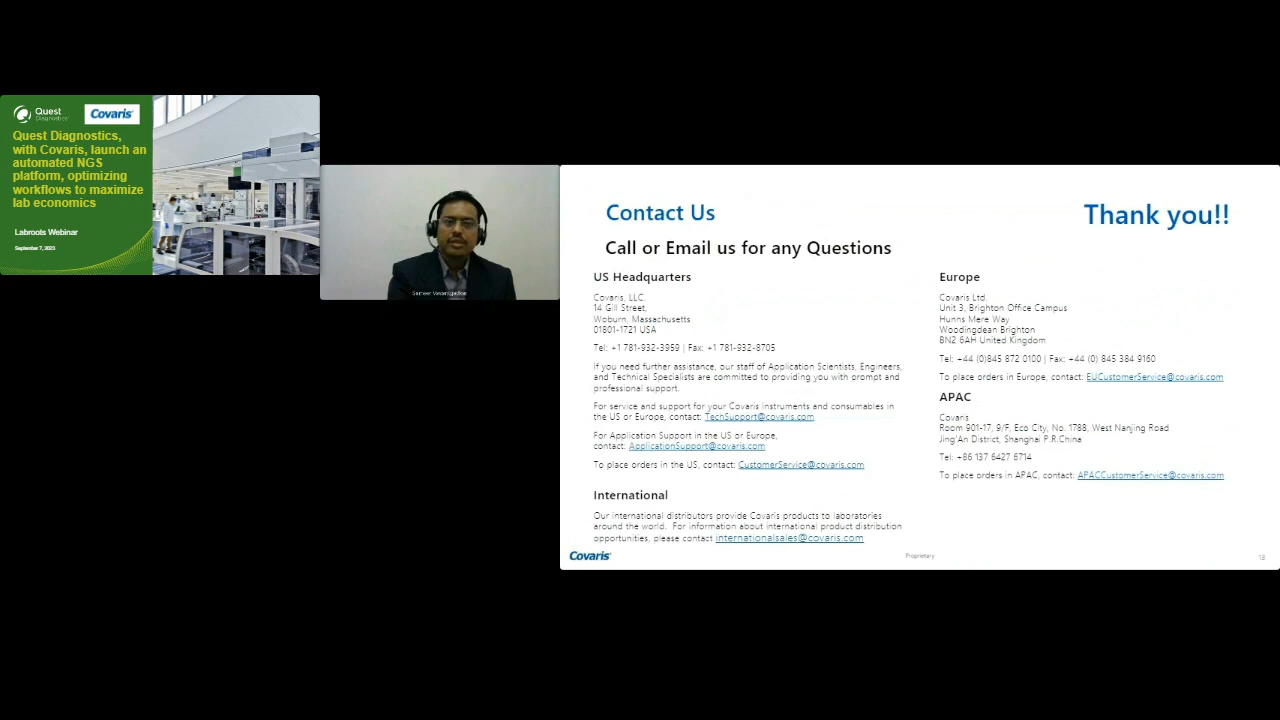 Quest
Diagnostics
Covaris
Quest Diagnostics,
with Covaris, launch an
automated NGS
platform, optimizing
workflows to maximize
lab economics
Labroots Webinar
September 7, 2023
Sameer
Contact Us
Thank you!!
Call or Email us for any Questions
US Headquarters
Covaris, LLC.
14 Gill Street,
Woburn, Massachusetts
01801-1721 USA
Tel: +1 781-932-3959 | Fax: +1 781-932-8705
If you need further assistance, our staff of Application Scientists, Engineers,
and Technical Specialists are committed to providing you with prompt and
professional support.
For service and support for your Covaris instruments and consumables in
the US or Europe, contact: TechSupport@covaris.com
For Application Support in the US or Europe,
contact: ApplicationSupport@covaris.com
To place orders in the US, contact: CustomerService@covaris.com
International
Our international distributors provide Covaris products to laboratories
around the world. For information about international product distribution
opportunities, please contact internationalsales@covaris.com
Europe
Covaris Ltd.
Unit 3, Brighton Office Campus
Hunns Mere Way
Woodingdean Brighton
BN2 6AH United Kingdom
Tel: +44 (0)845 872 0100 | Fax: +44 (0) 845 384 9160
To place orders in Europe, contact: EUCustomerService@covaris.com
APAC
Covaris
Room 901-17, 9/F, Eco City, No. 1788, West Nanjing Road
Jing'An District, Shanghai P.R.China
Tel: +86 137 6427 6714
To place orders in APAC, contact: APACCustomerService@covaris.com
Covaris
Proprietary
13